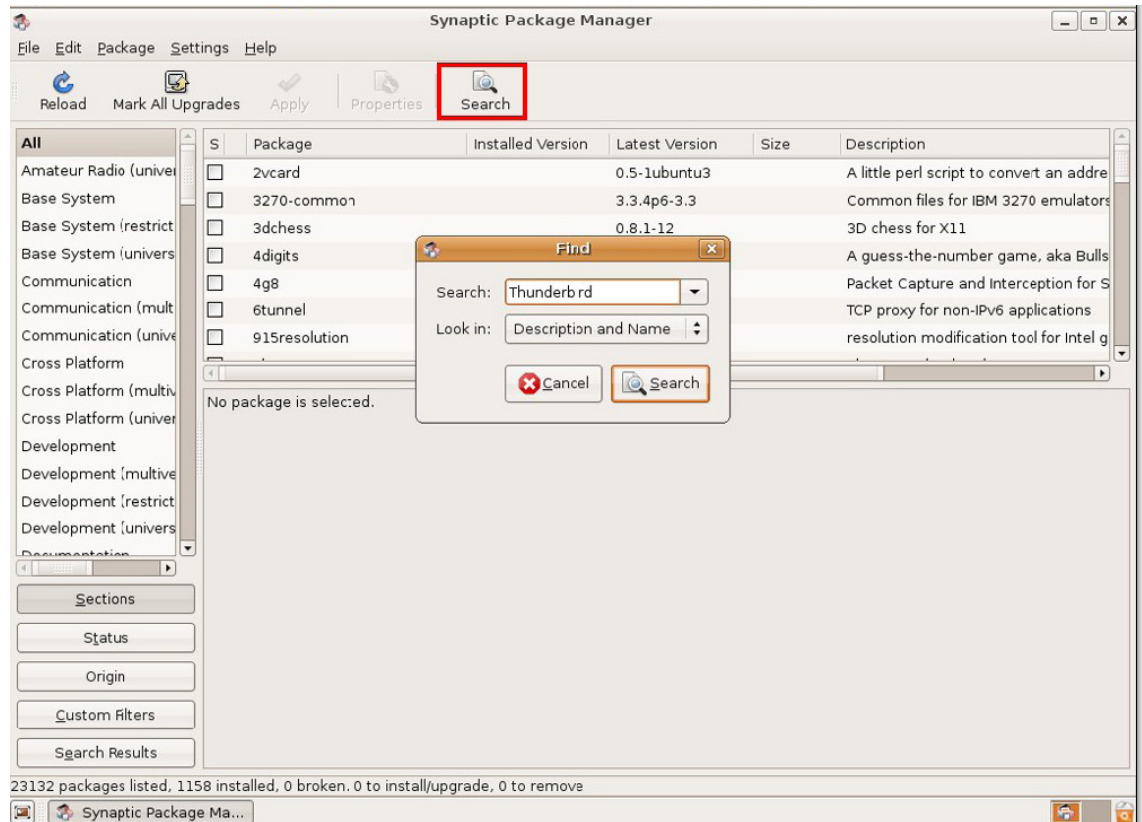 Synaptic Package Manager
File Edit Package Settings Help
Reload Mark All Upgrades Apply Properties Search
All
Amateur Radio (univer
Base System
Base System (restrict
Base System (univers
Communication
Communication (mult
Communication (unive
Cross Platform
Cross Platform (multiv
Cross Platform (univer
Development
Development (multive
Development (restrict
Development (univers
Documentation
S Package Installed Version Latest Version Size Description
2vcard 0.5-1ubuntu3 A little perl script to convert an addre
3270-common 3.3.4p6-3.3 Common files for IBM 3270 emulators
3dchess 0.8.1-12 3D chess for X11
4digits A guess-the-number game, aka Bulls
4g8 Packet Capture and Interception for S
6tunnel TCP proxy for non-IPv6 applications
915resolution resolution modification tool for Intel g
Find
Search: Thunderb rd
Look in: Description and Name
Cancel Search
No package is selected.
Sections
Status
Origin
Custom Filters
Search Results
23132 packages listed, 1158 installed, 0 broken. 0 to install/upgrade, 0 to remove
Synaptic Package Ma...